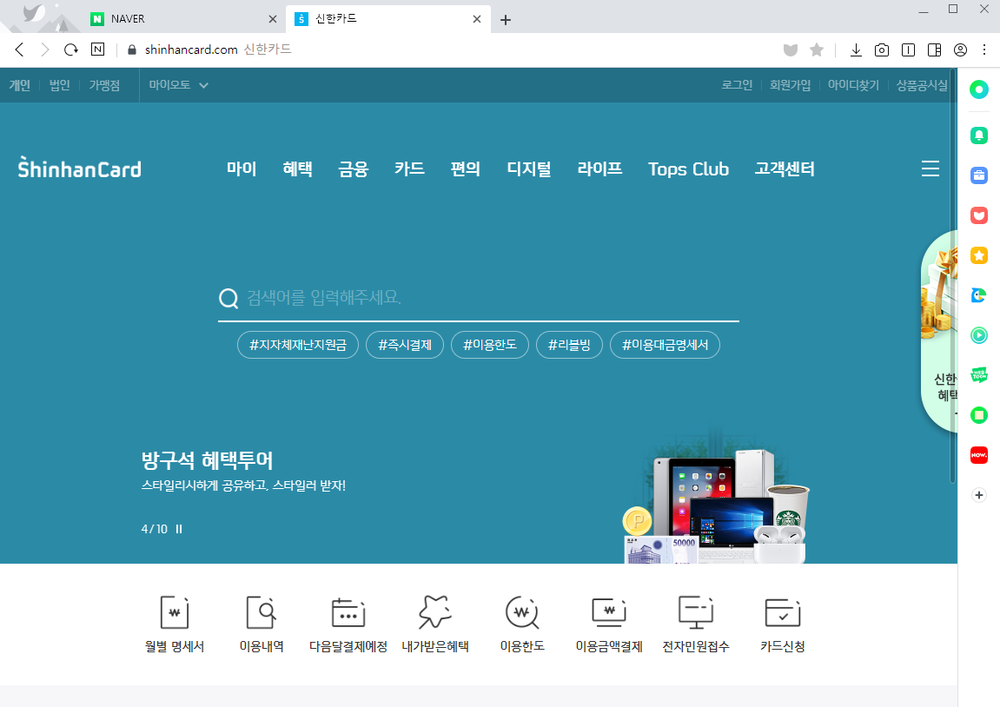 NAVER
신한카드
shinhancard.com 신한카드
개인 법인 가맹점 마이오토 로그인 회원가입 아이디찾기 상품공시실
ShinhanCard 마이 혜택 금융 카드 편의 디지털 라이프 Tops Club 고객센터
검색어를 입력해주세요.
#지자체재난지원금 #즉시결제 #이용한도 #리볼빙 #이용대금명세서
신한
혜택
방구석 혜택투어
스타일리시하게 공유하고, 스타일러 받자!
4/10
P
50000
월별 명세서 이용내역 다음달결제예정 내가받은혜택 이용한도 이용금액결제 전자민원접수 카드신청
WEB
TOON
NOW.